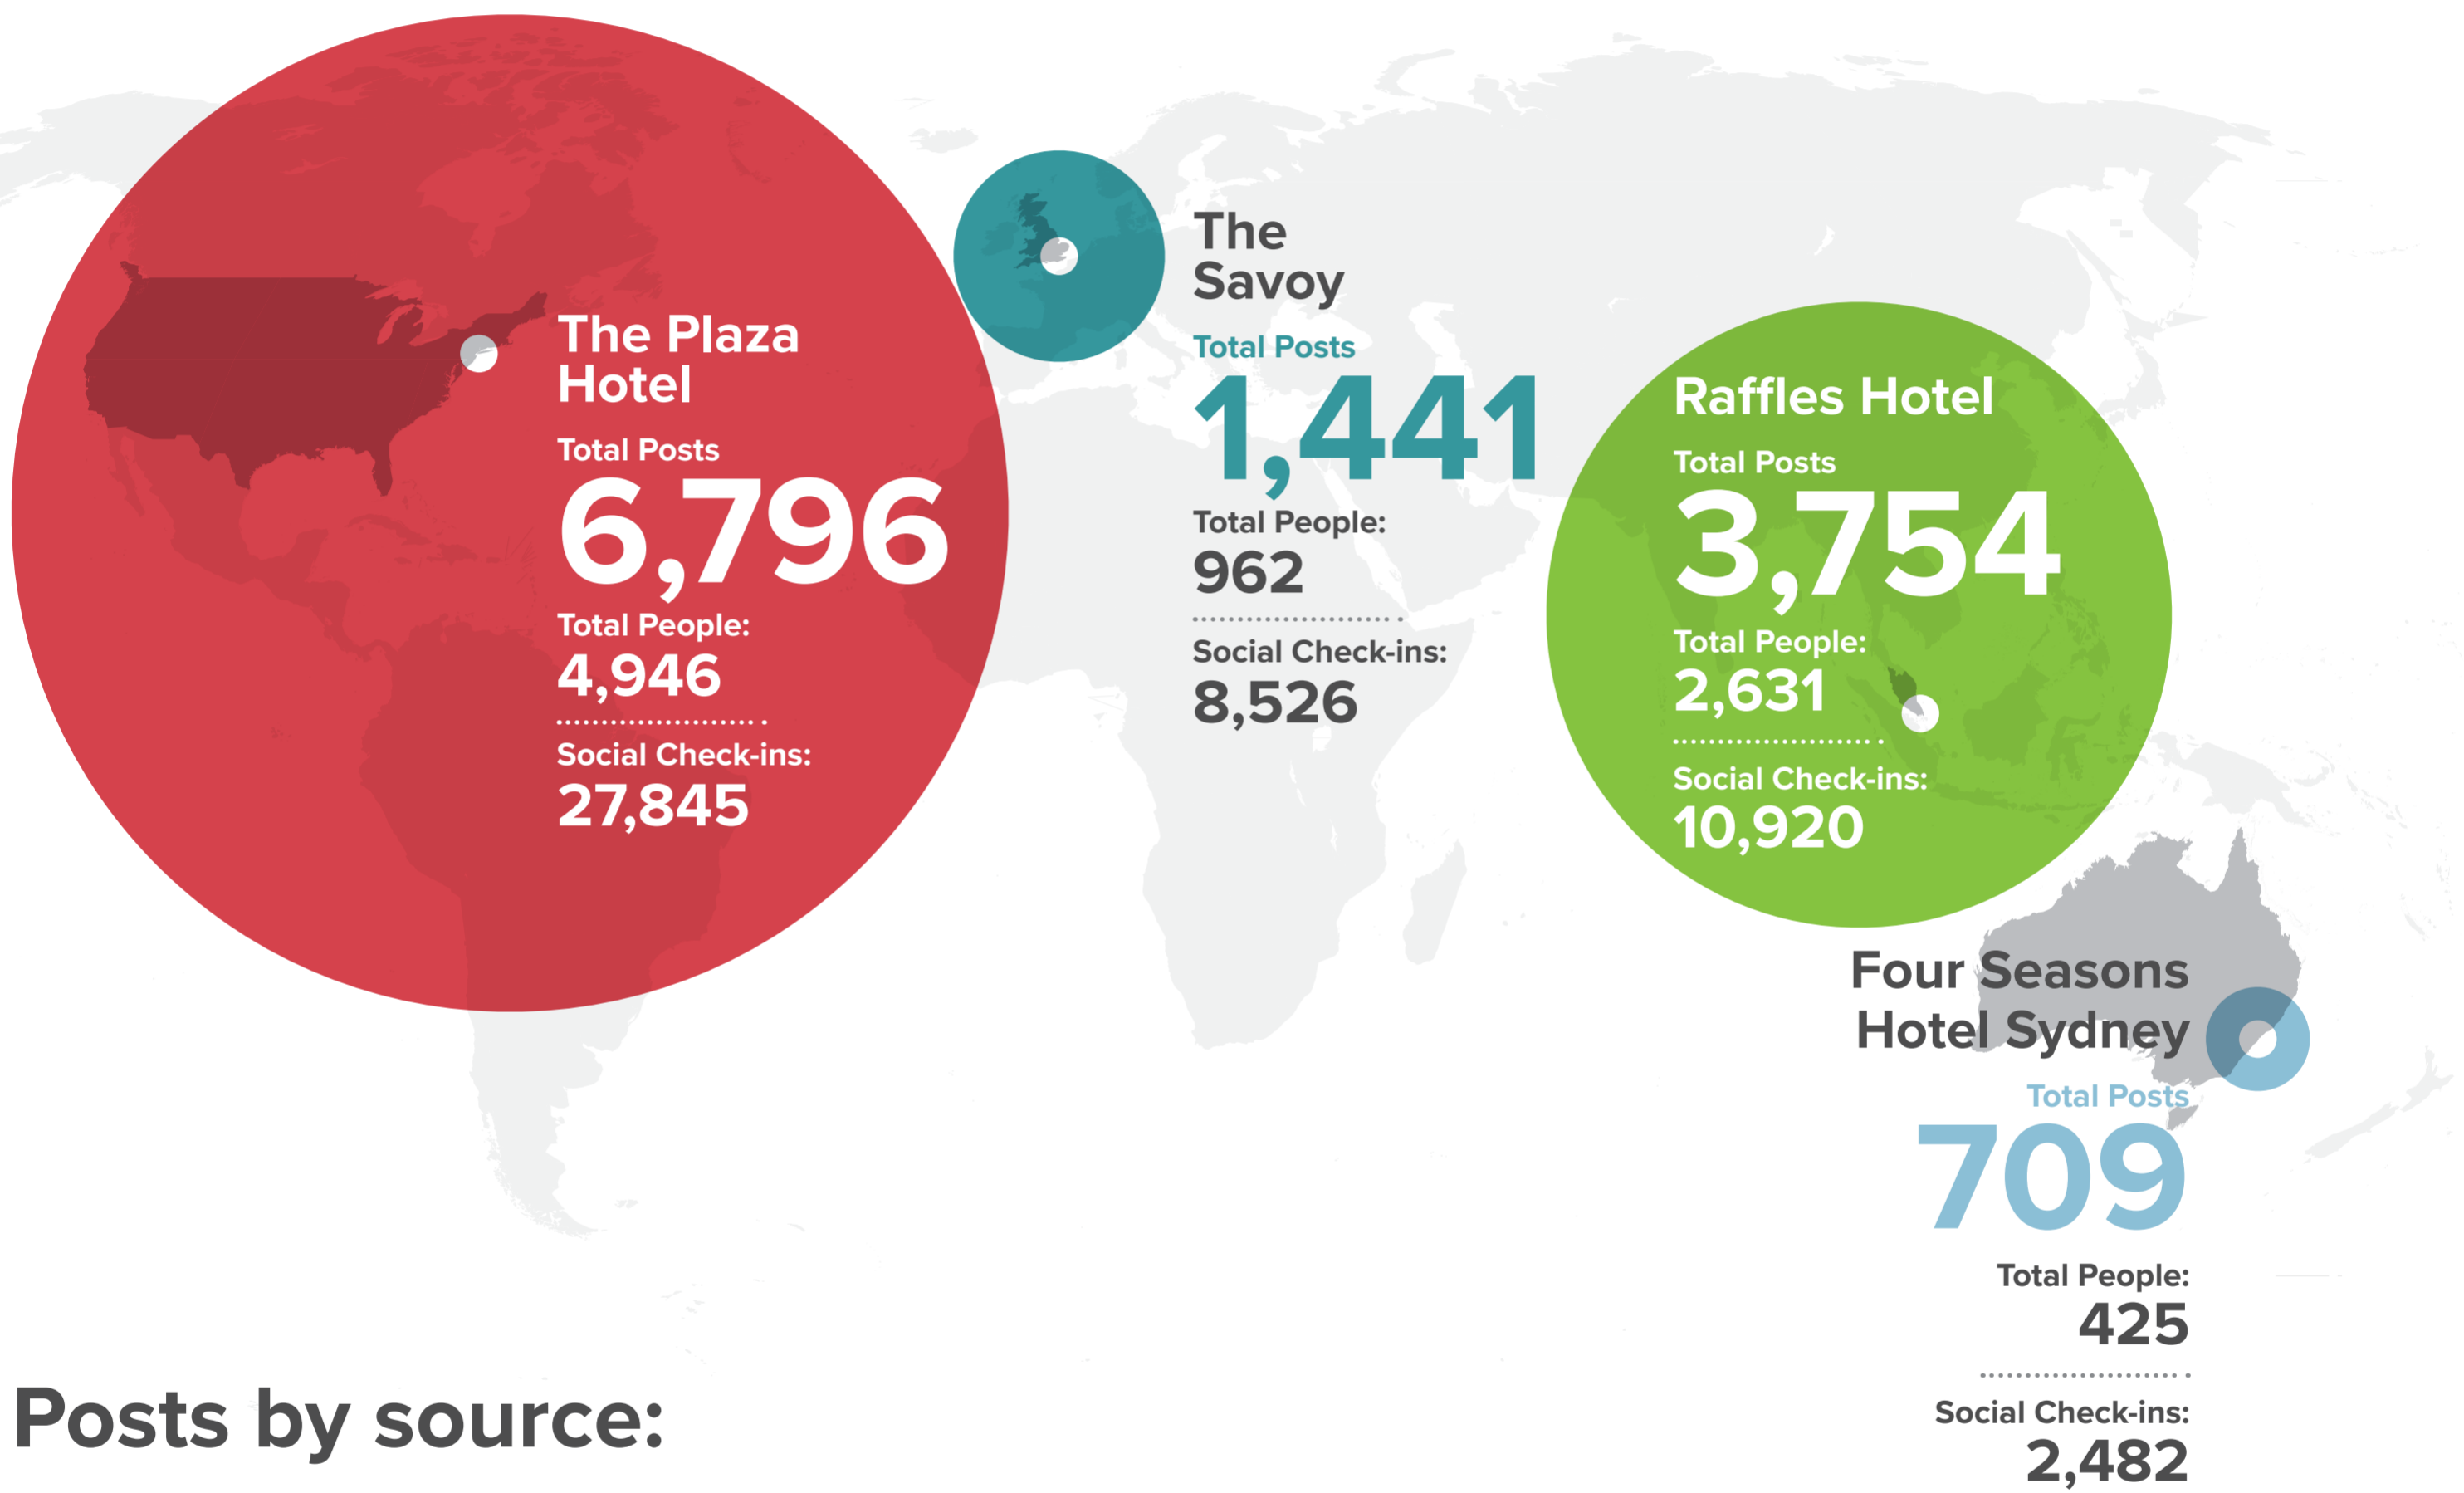 The Plaza
Hotel
Total Posts
6,796
Total People:
4,946
Social Check-ins:
27,845
The
Savoy
Total Posts
1,441
Total People:
962
Social Check-ins:
8,526
Raffles Hotel
Total Posts
3,754
Total People:
2,631
Social Check-ins:
10,920
Four Seasons
Hotel Sydney
Total Posts
709
Total People:
425
Social Check-ins:
2,482
Posts by source: